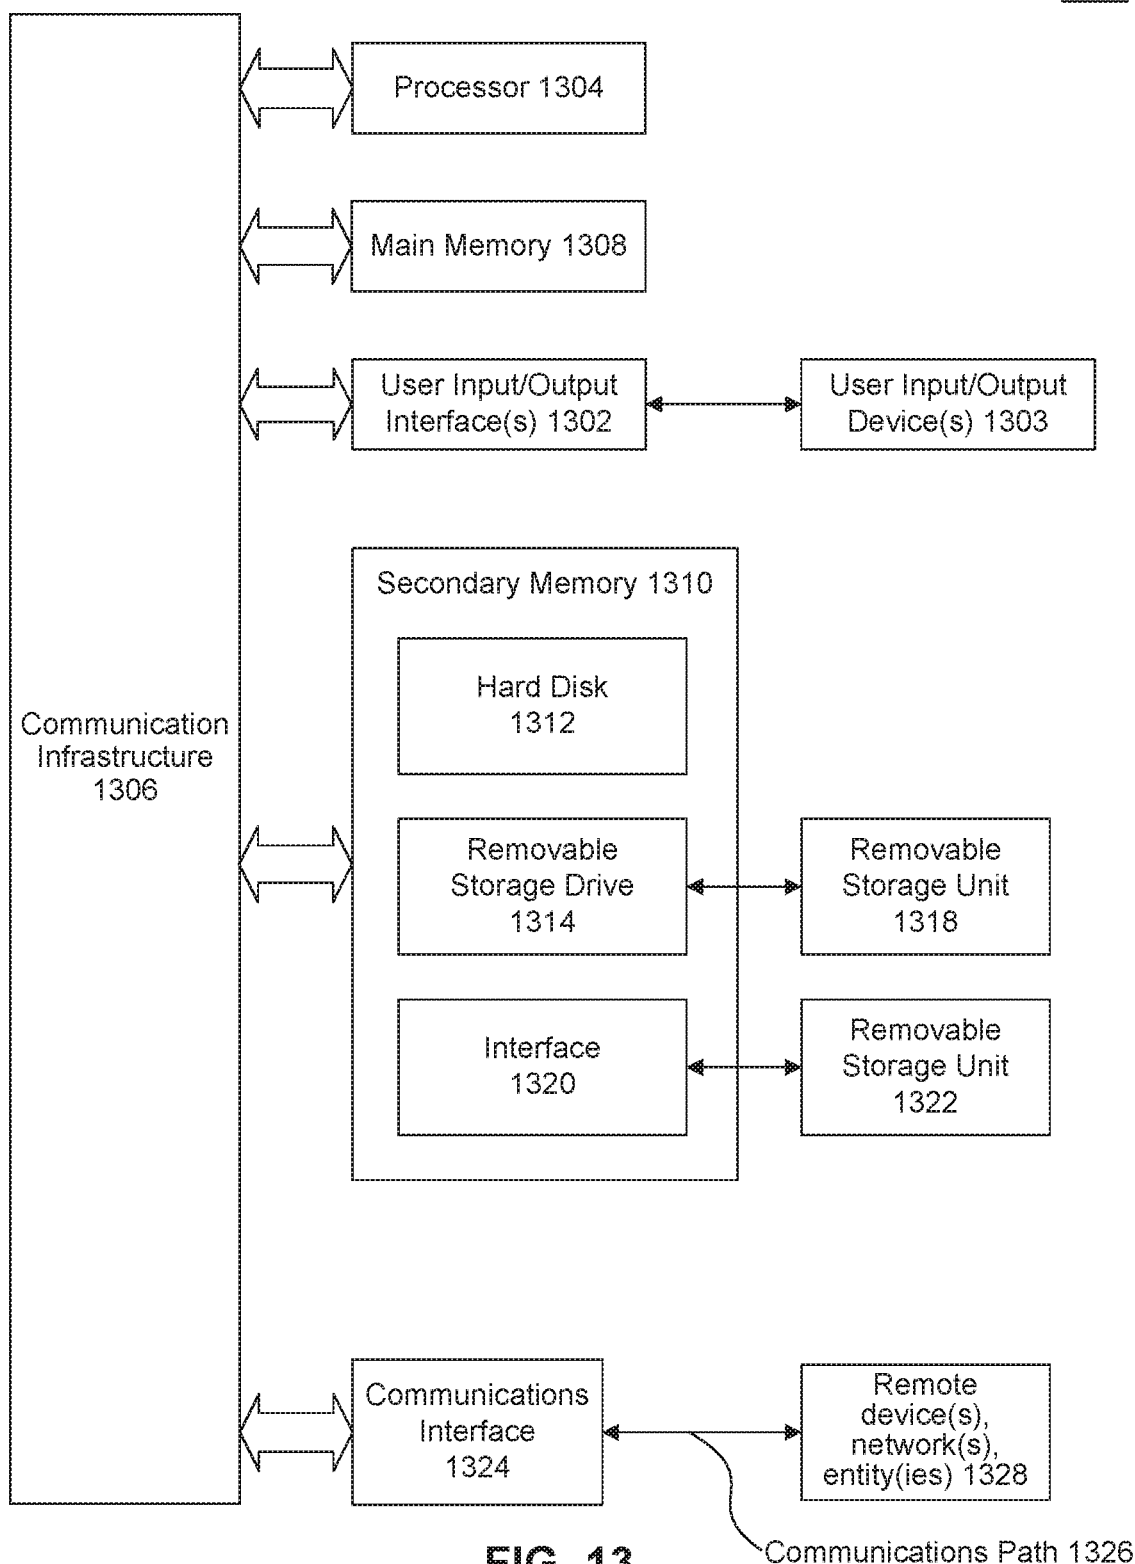 Processor 1304
Main Memory 1308
User Input/Output
Interface(s) 1302
User Input/Output
Device(s) 1303
Secondary Memory 1310
Hard Disk
1312
Communication
Infrastructure
1306
Removable
Storage Drive
1314
Removable
Storage Unit
1318
Interface
1320
Removable
Storage Unit
1322
Communications
Interface
1324
Remote
device(s),
network(s),
entity(ies) 1328
Communications Path 1326
FIG. 13